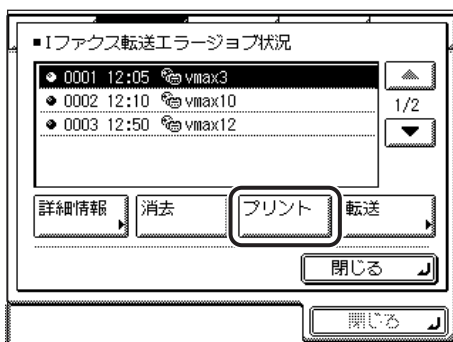 ■Iファクス転送エラージョブ状況
0001 12:05 vmax3
0002 12:10 vmax10
0003 12:50 vmax12
1/2
詳細情報 消去 プリント 転送
閉じる
閉じる